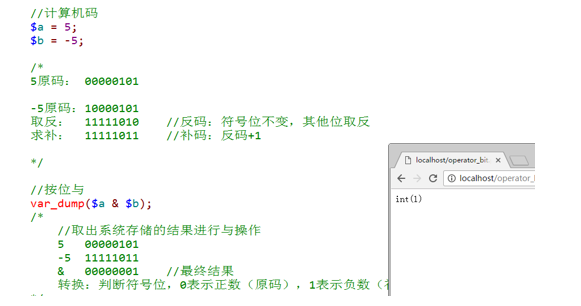 //计算机码
$a = 5;
$b = -5;
/*
5原码： 00000101
-5原码：10000101
取反： 11111010 //反码：符号位不变，其他位取反
求补： 11111011 //补码：反码+1
*/
//按位与
var_dump($a & $b);
/*
//取出系统存储的结果进行与操作
5 00000101
-5 11111011
& 00000001 //最终结果
转换：判断符号位，0表示正数（原码），1表示负数（
localhost/operator_bit
localhost/operator_
int(1)